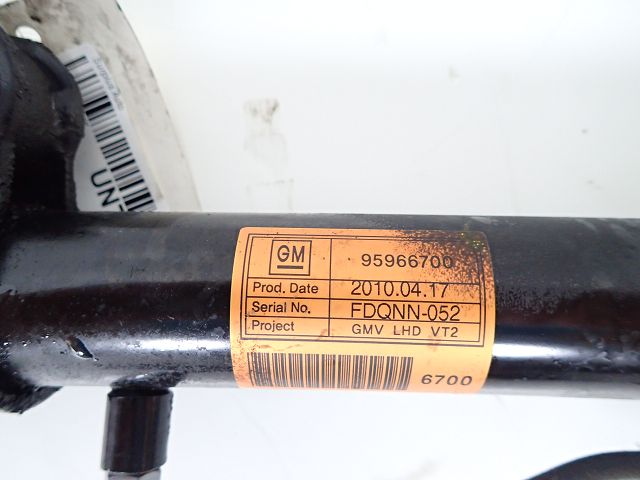 UN
GM 95966700
Prod. Date 2010.04.17
Serial No. FDQNN-052
Project GMV LHD VT2
6700